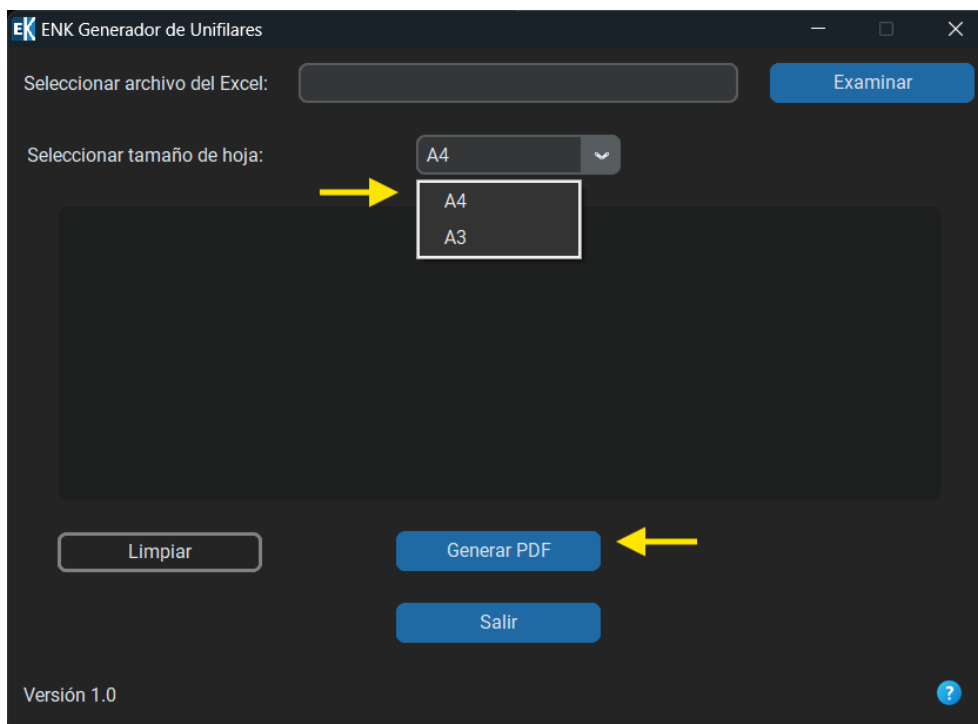 EK ENK Generador de Unifilares
Seleccionar archivo del Excel:
Examinar
Seleccionar tamaño de hoja:
A4
A4
A3
Limpiar
Generar PDF
Salir
Versión 1.0
?